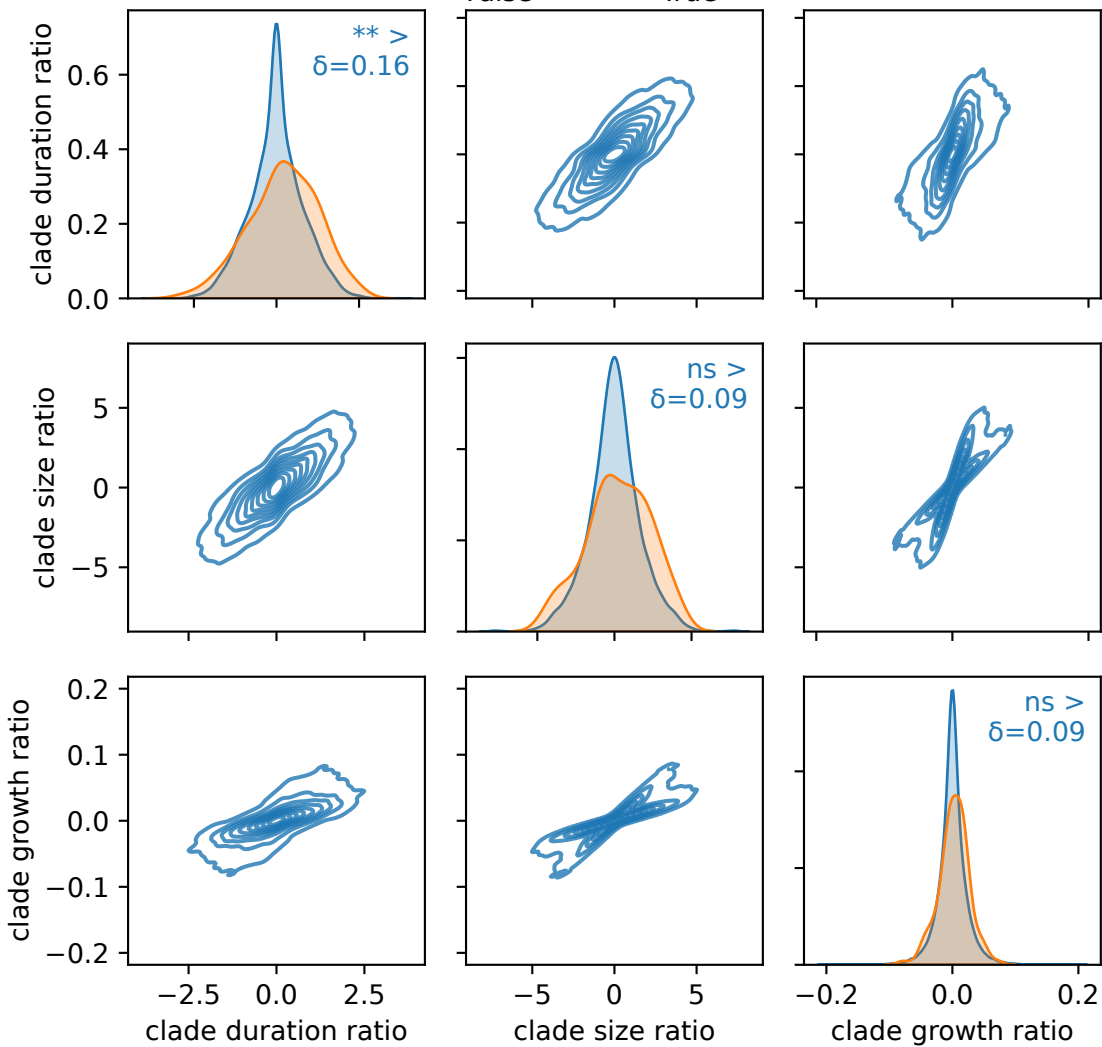 clade duration ratio
0.6
0.4
0.2
0.0
** >
δ=0.16
clade size ratio
5
0
−5
ns >
δ=0.09
clade growth ratio
0.2
0.1
0.0
−0.1
−0.2
ns >
δ=0.09
−2.5 0.0 2.5
−5 0 5
−0.2 0.0 0.2
clade duration ratio
clade size ratio
clade growth ratio